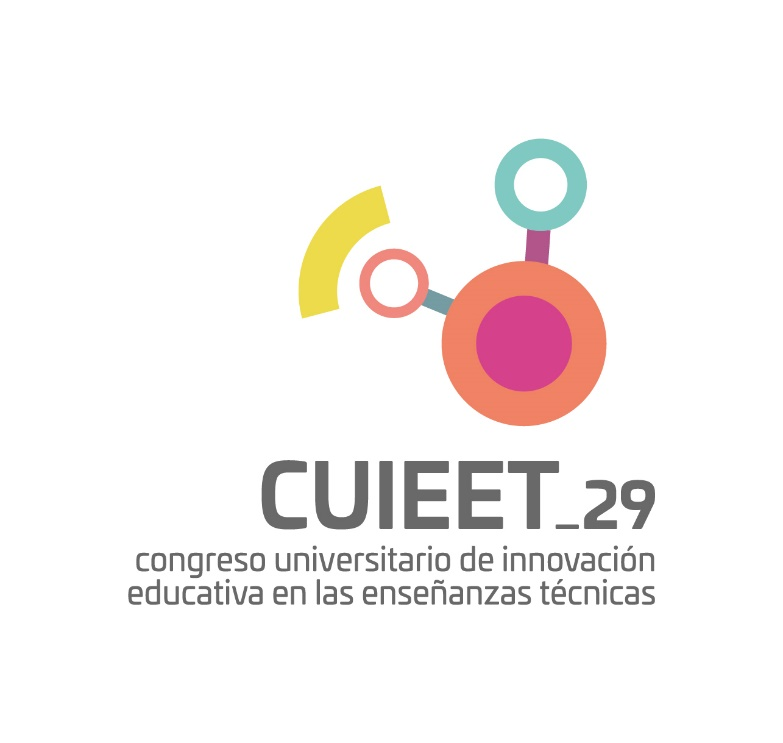 CUIEET_29
congreso universitario de innovación
educativa en las enseñanzas técnicas